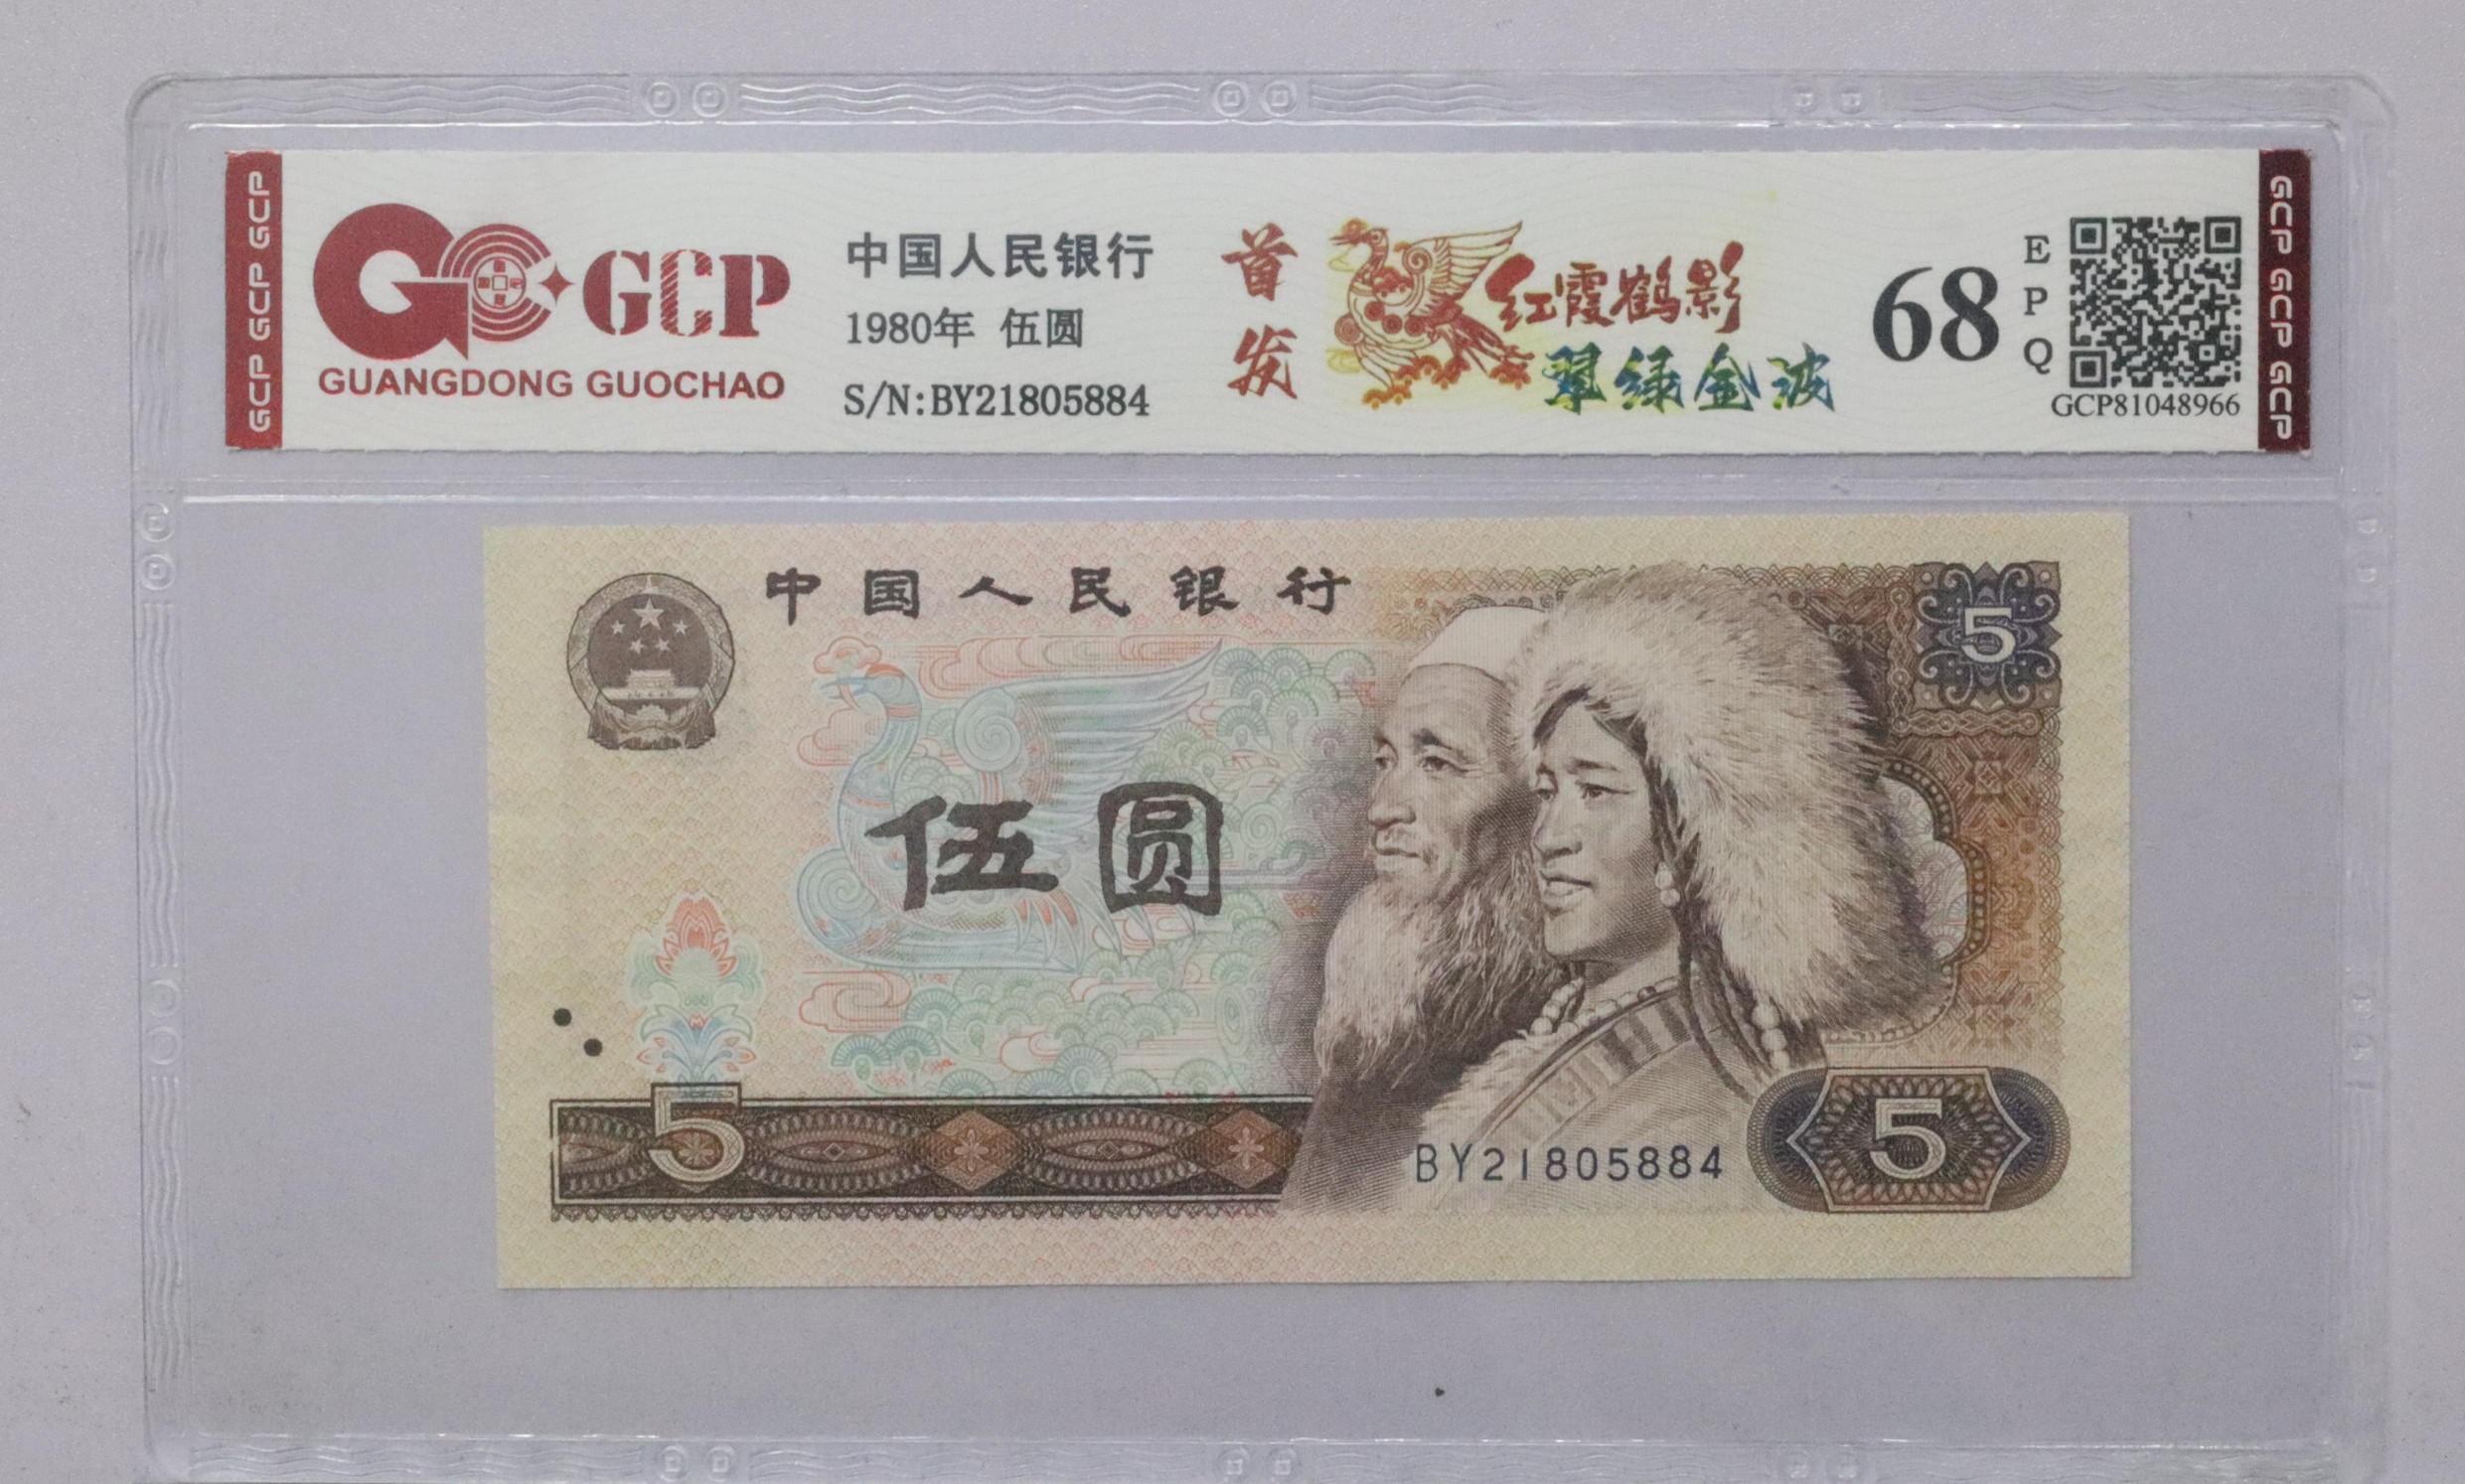 GCP GCP GCP
GC GCP
GUANGDONG GUOCHAO
中国人民银行
1980年 伍圆
S/N:BY21805884
首发
红霞鹤影
翠绿金波
68
EPQ
GCP81048966
GCP GCP GCP
中国人民银行
5
伍圆
5
BY21805884
5